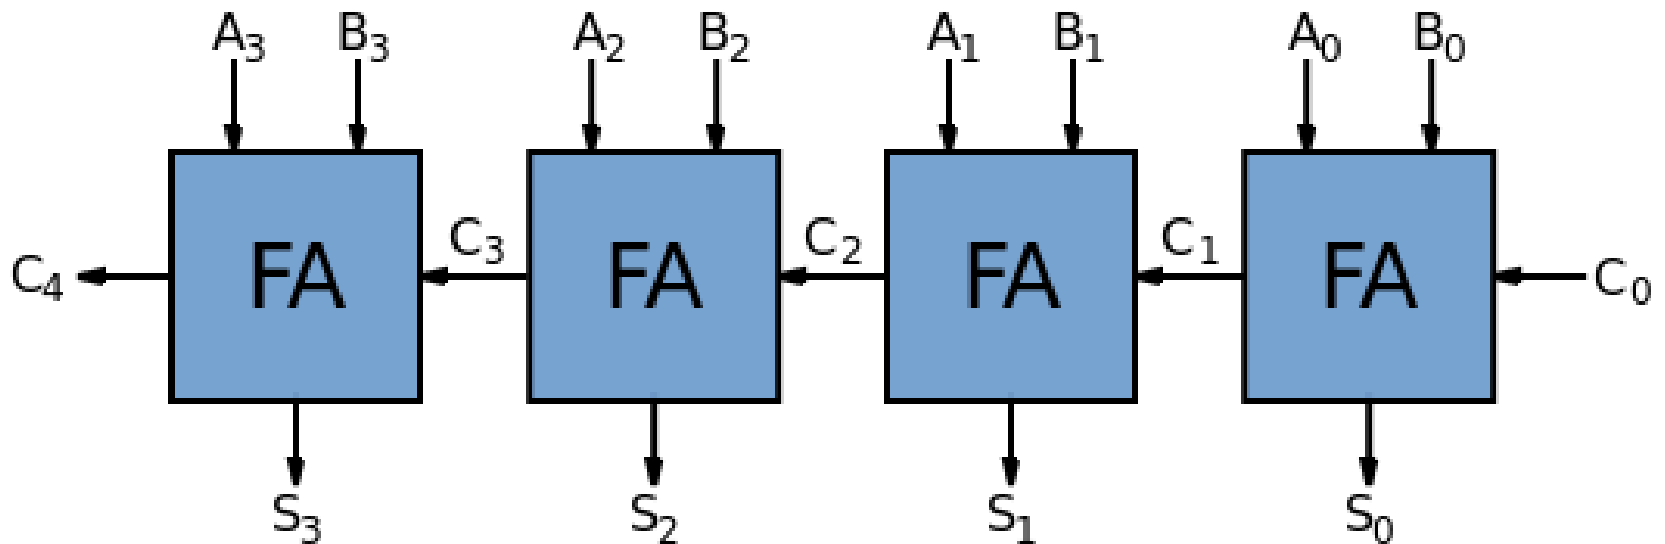 A₃ B₃ A₂ B₂ A₁ B₁ A₀ B₀
C₄ FA C₃ FA C₂ FA C₁ FA C₀
S₃ S₂ S₁ S₀